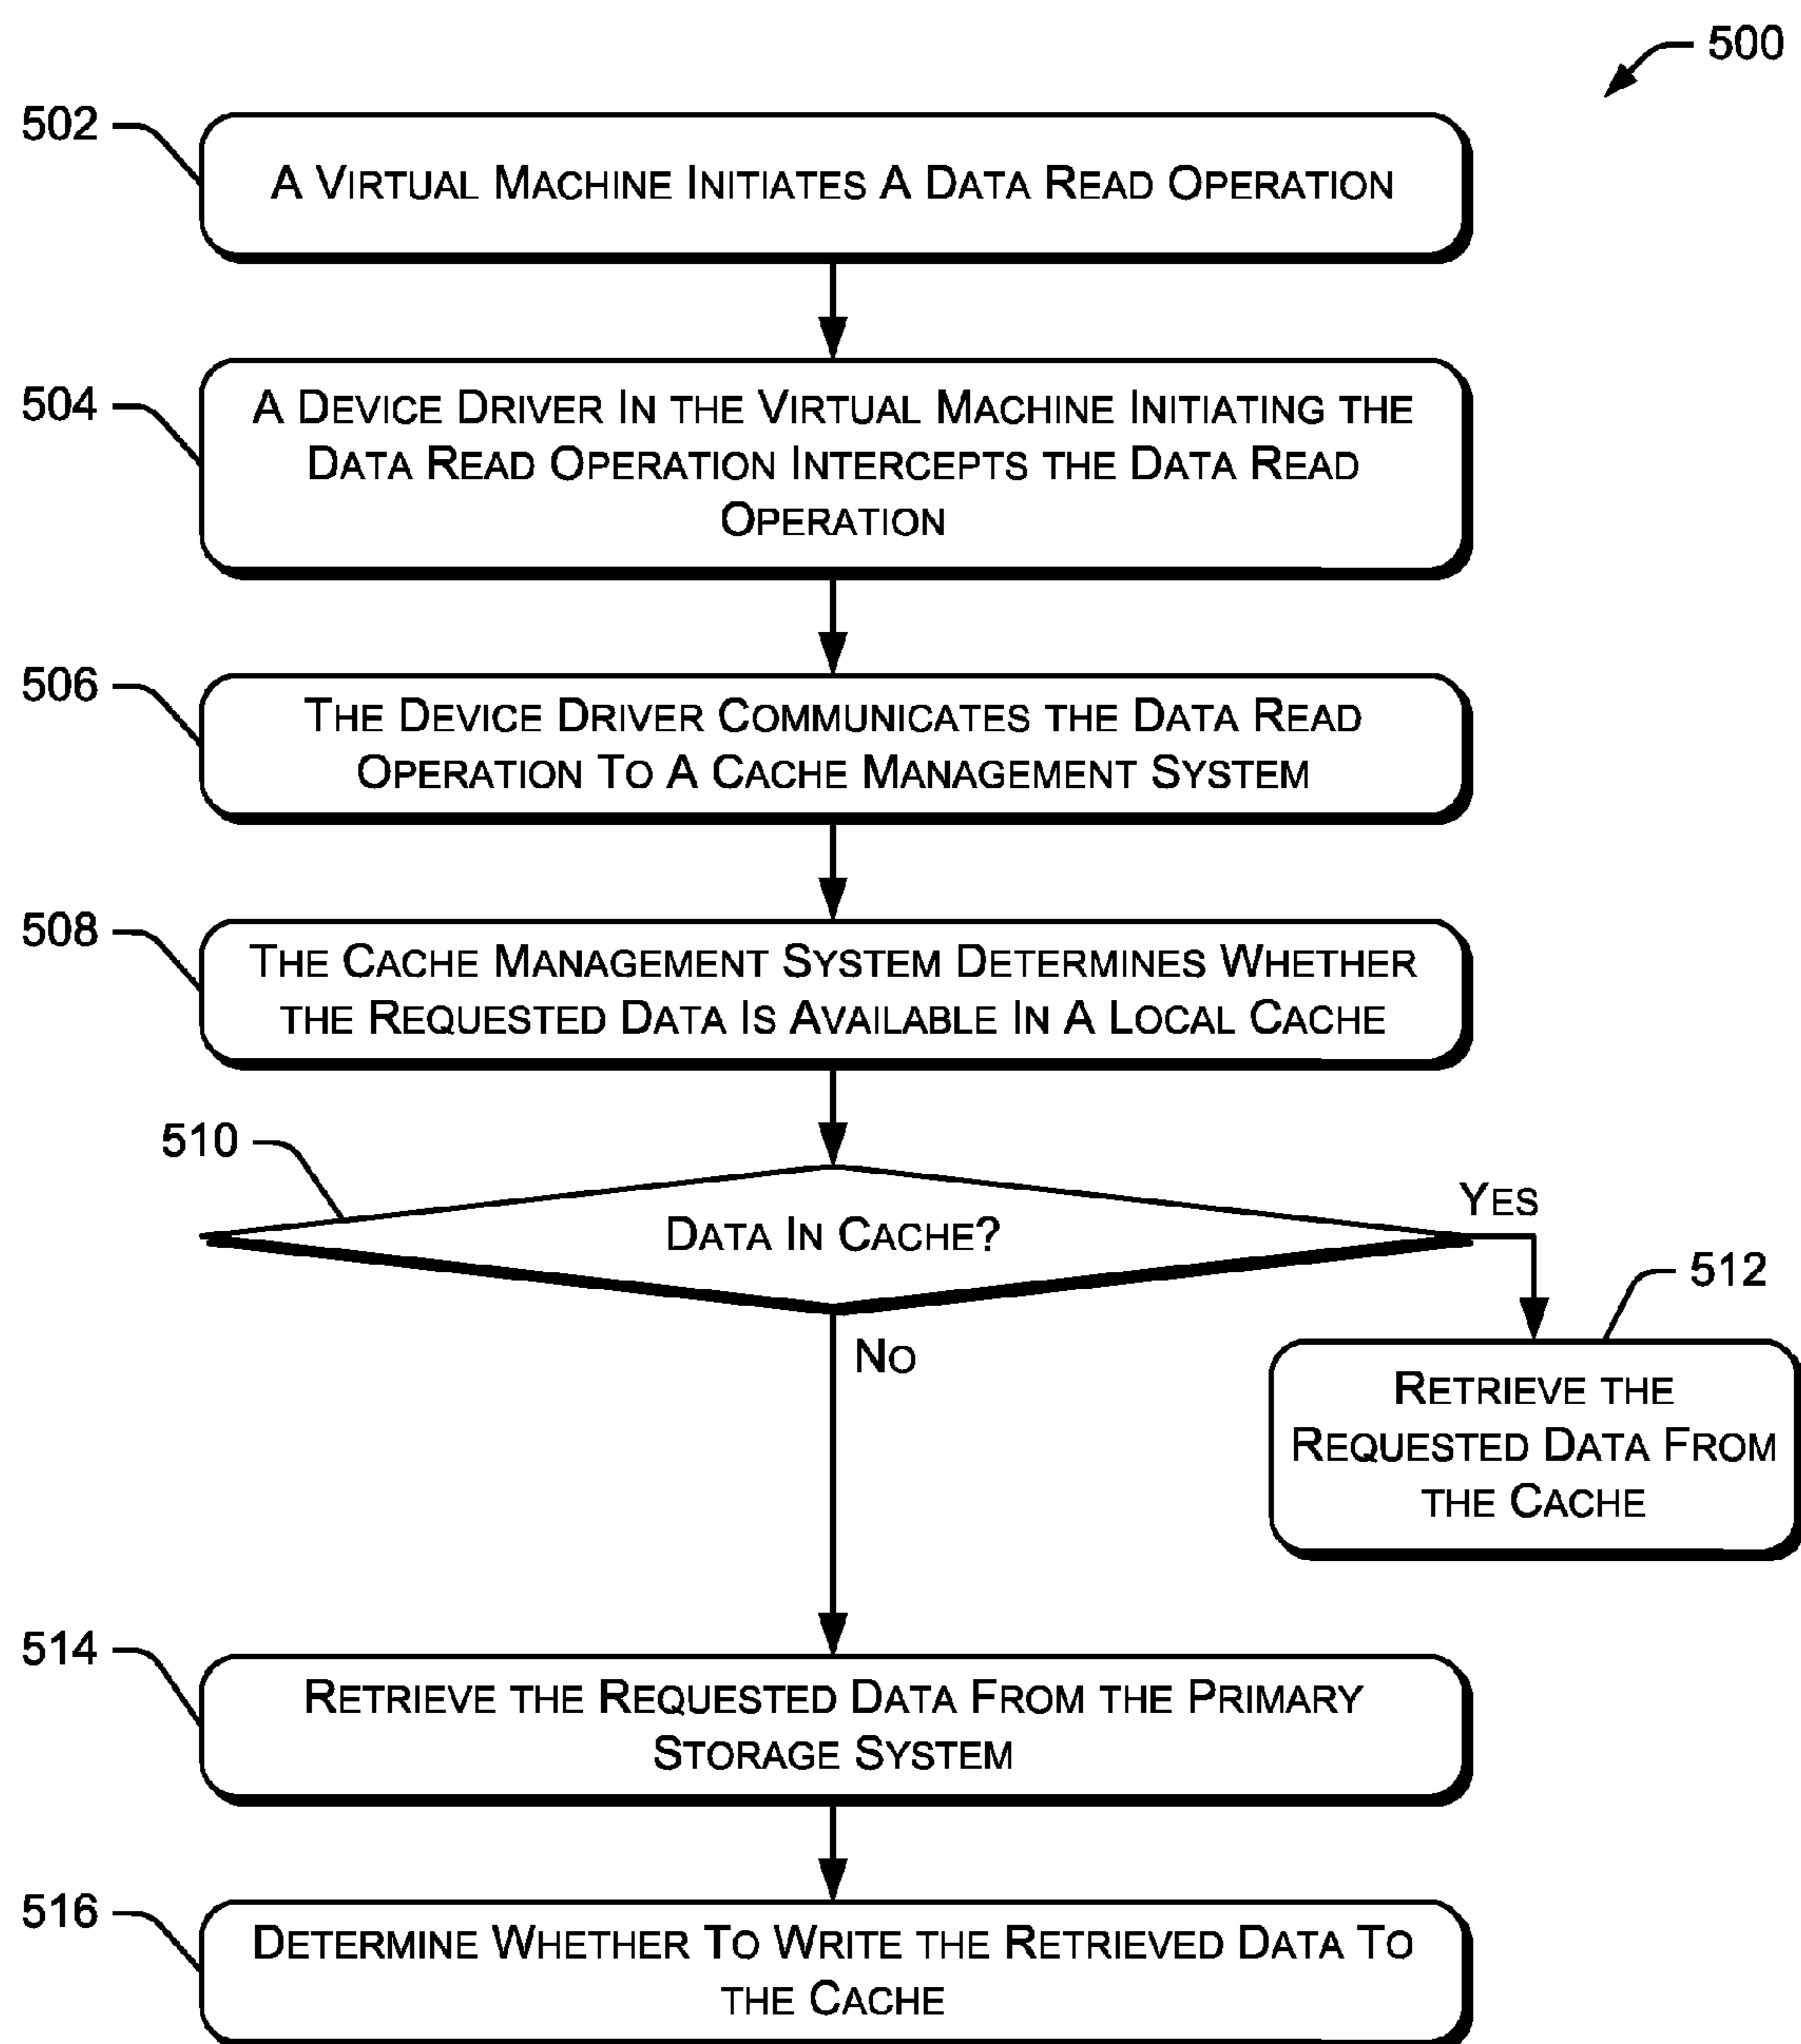 500
502
A VIRTUAL MACHINE INITIATES A DATA READ OPERATION
504
A DEVICE DRIVER IN THE VIRTUAL MACHINE INITIATING THE
DATA READ OPERATION INTERCEPTS THE DATA READ
OPERATION
506
THE DEVICE DRIVER COMMUNICATES THE DATA READ
OPERATION TO A CACHE MANAGEMENT SYSTEM
508
THE CACHE MANAGEMENT SYSTEM DETERMINES WHETHER
THE REQUESTED DATA IS AVAILABLE IN A LOCAL CACHE
510
DATA IN CACHE?
YES
512
NO
RETRIEVE THE
REQUESTED DATA FROM
THE CACHE
514
RETRIEVE THE REQUESTED DATA FROM THE PRIMARY
STORAGE SYSTEM
516
DETERMINE WHETHER TO WRITE THE RETRIEVED DATA TO
THE CACHE